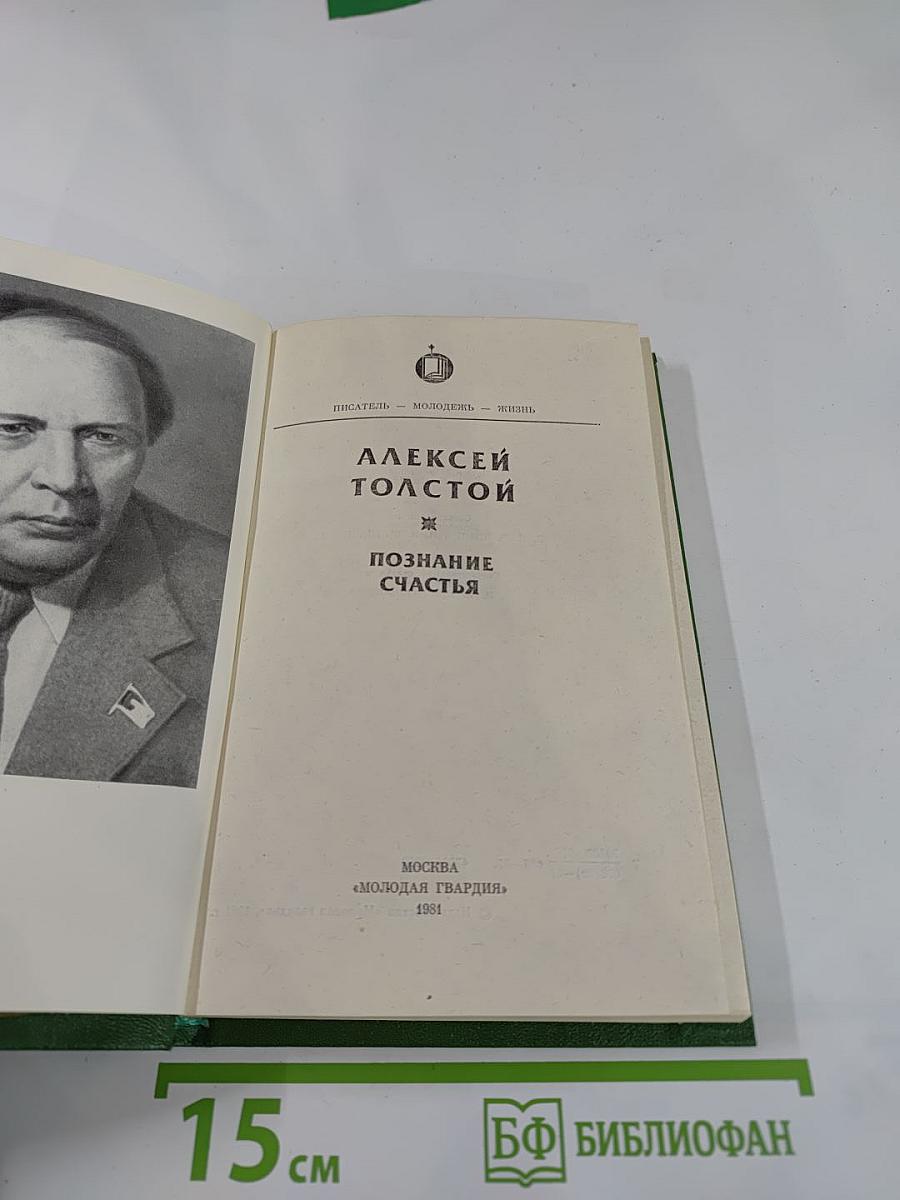 ПИСАТЕЛЬ — МОЛОДЕЖЬ — ЖИЗНЬ
АЛЕКСЕЙ
ТОЛСТОЙ
ПОЗНАНИЕ
СЧАСТЬЯ
МОСКВА
«МОЛОДАЯ ГВАРДИЯ»
1981
15 см
БФ БИБЛИОФАН